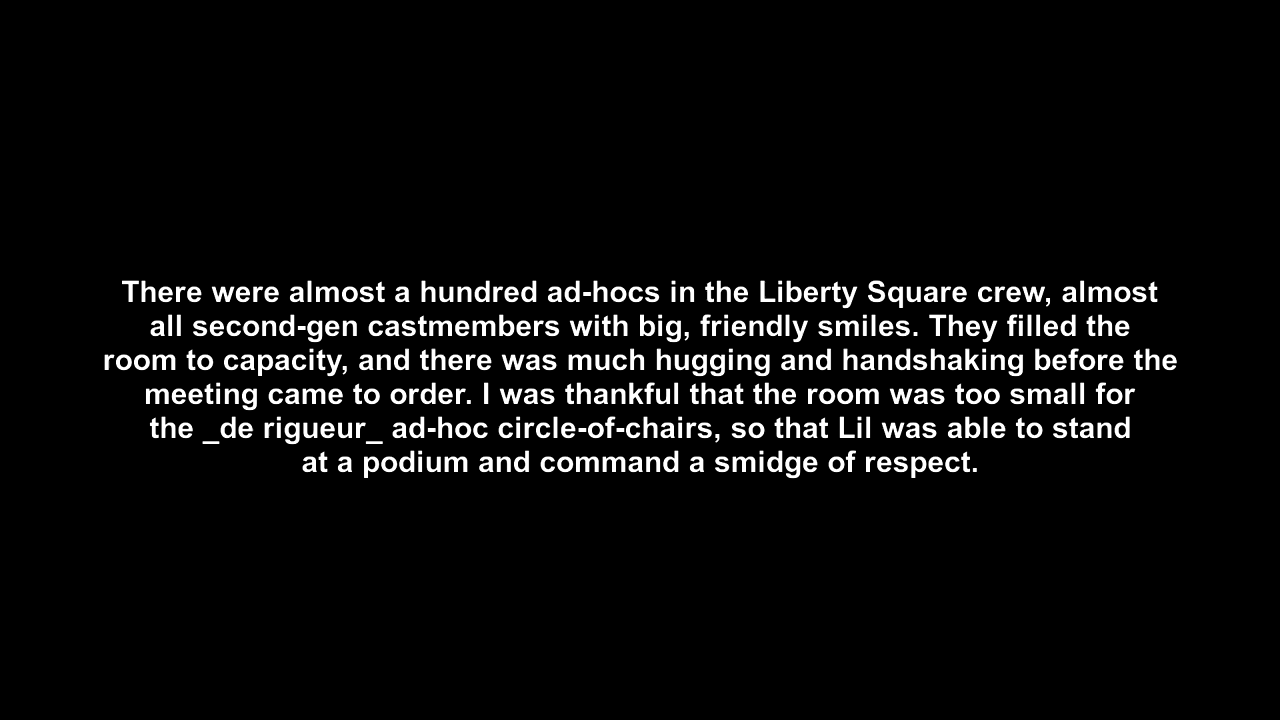 There were almost a hundred ad-hocs in the Liberty Square crew, almost
all second-gen castmembers with big, friendly smiles. They filled the
room to capacity, and there was much hugging and handshaking before the
meeting came to order. I was thankful that the room was too small for
the _de rigueur_ ad-hoc circle-of-chairs, so that Lil was able to stand
at a podium and command a smidge of respect.